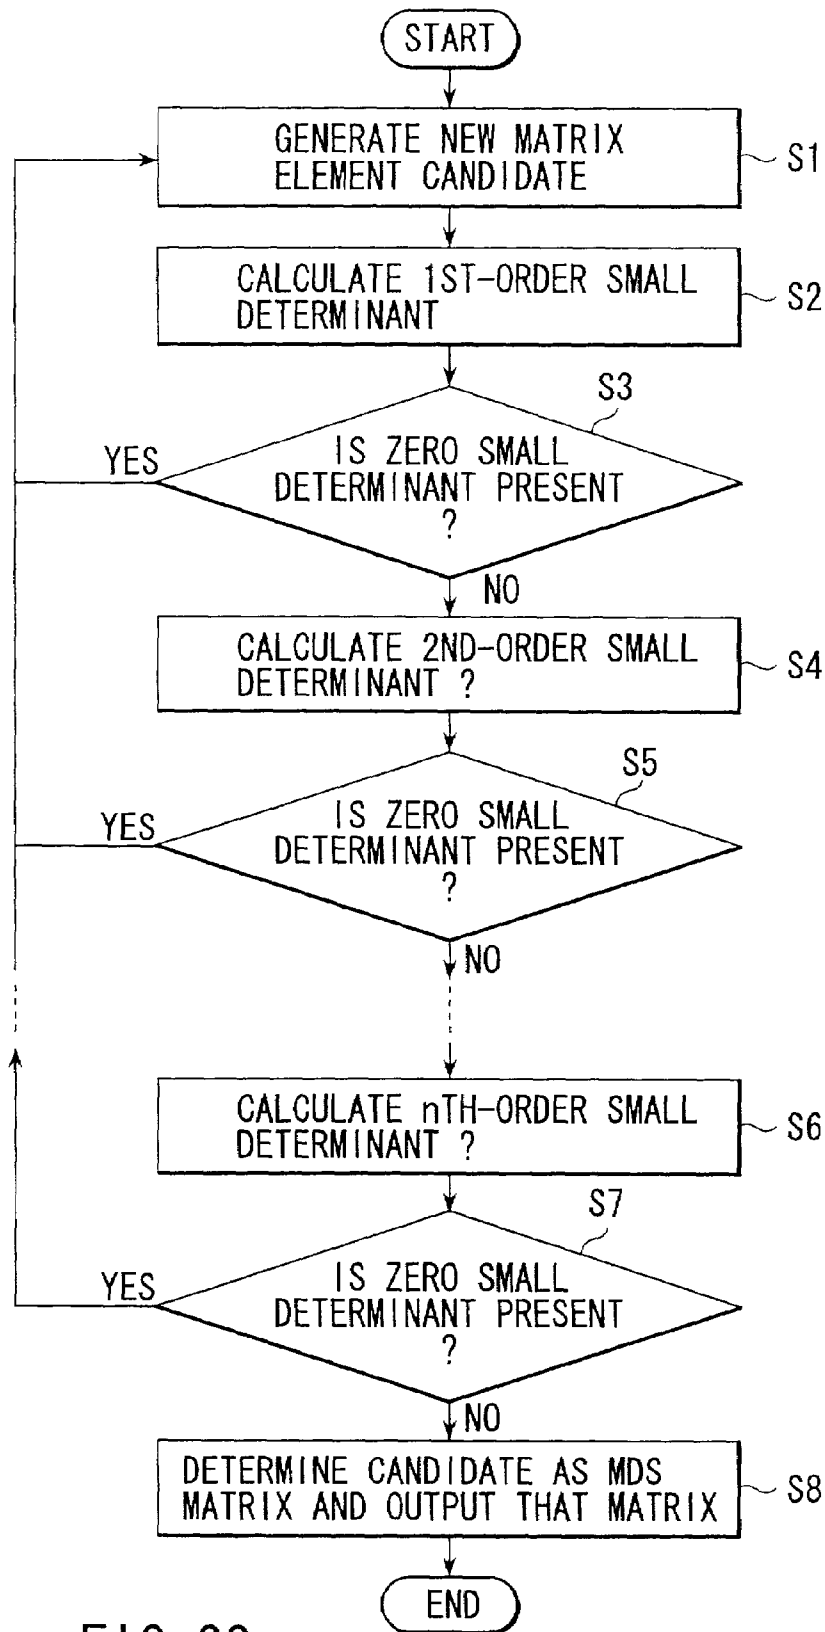 START
GENERATE NEW MATRIX
ELEMENT CANDIDATE
S1
CALCULATE 1ST-ORDER SMALL
DETERMINANT
S2
S3
IS ZERO SMALL
DETERMINANT PRESENT
?
YES
NO
CALCULATE 2ND-ORDER SMALL
DETERMINANT ?
S4
S5
IS ZERO SMALL
DETERMINANT PRESENT
?
YES
NO
CALCULATE nTH-ORDER SMALL
DETERMINANT ?
S6
S7
IS ZERO SMALL
DETERMINANT PRESENT
?
YES
NO
DETERMINE CANDIDATE AS MDS
MATRIX AND OUTPUT THAT MATRIX
S8
END